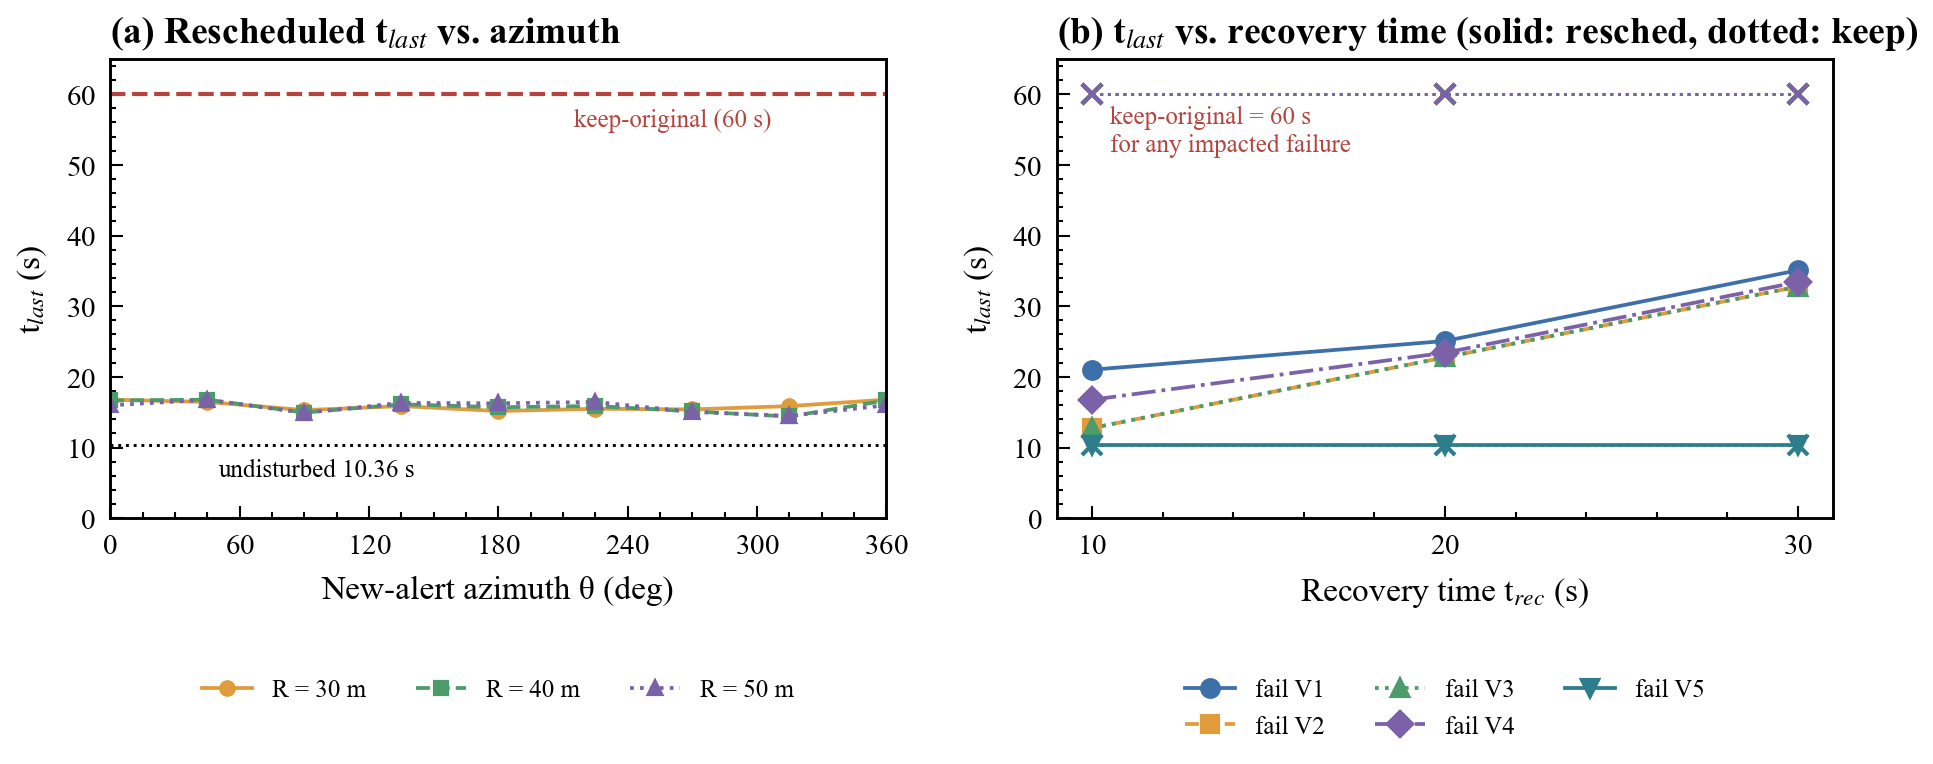 (a) Rescheduled t_last vs. azimuth
60
50
40
30
20
10
0
t_last (s)
keep-original (60 s)
undisturbed 10.36 s
0 60 120 180 240 300 360
New-alert azimuth θ (deg)
R = 30 m R = 40 m R = 50 m
(b) t_last vs. recovery time (solid: resched, dotted: keep)
60
50
40
30
20
10
0
t_last (s)
keep-original = 60 s
for any impacted failure
10 20 30
Recovery time t_rec (s)
fail V1 fail V3 fail V5
fail V2 fail V4